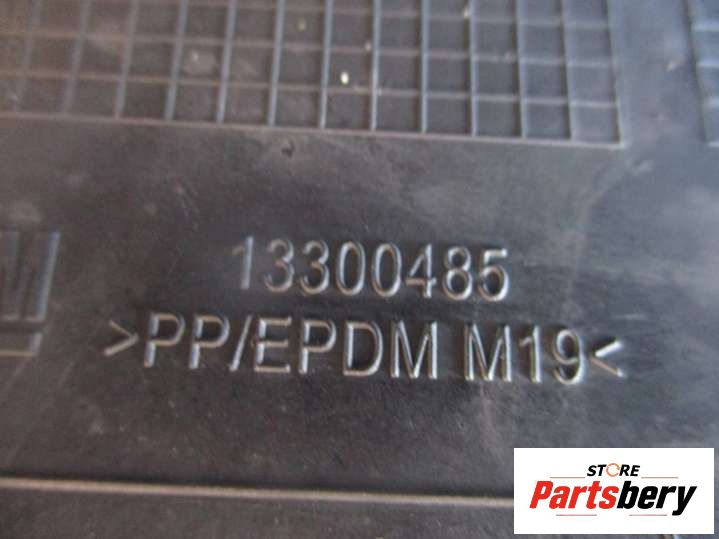 M
13300485
>PP/EPDM M19<
STORE
Partsbery